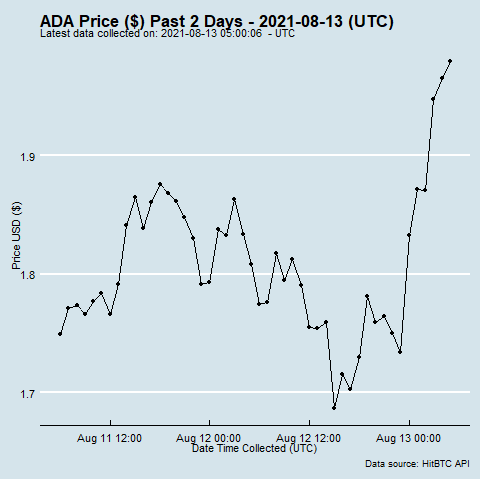 ADA Price ($) Past 2 Days - 2021-08-13 (UTC)
Latest data collected on: 2021-08-13 05:00:06  - UTC
Price USD ($)
1.9
1.8
1.7
Aug 11 12:00
Aug 12 00:00
Aug 12 12:00
Aug 13 00:00
Date Time Collected (UTC)
Data source: HitBTC API